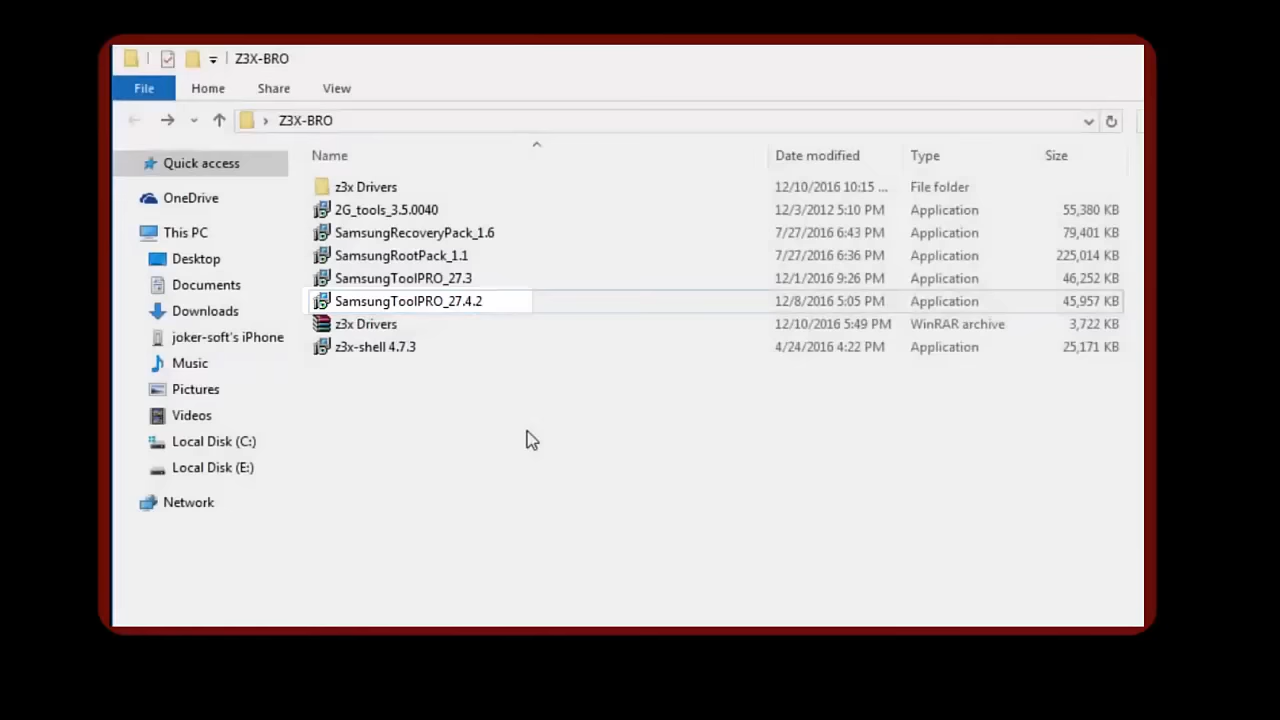 Z3X-BRO
File Home Share View
Z3X-BRO
Name Date modified Type Size
Quick access
OneDrive
This PC
Desktop
Documents
Downloads
joker-soft's iPhone
Music
Pictures
Videos
Local Disk (C:)
Local Disk (E:)
Network
z3x Drivers 12/10/2016 10:15 ... File folder
2G_tools_3.5.0040 12/3/2012 5:10 PM Application 55,380 KB
SamsungRecoveryPack_1.6 7/27/2016 6:43 PM Application 79,401 KB
SamsungRootPack_1.1 7/27/2016 6:36 PM Application 225,014 KB
SamsungToolPRO_27.3 12/1/2016 9:26 PM Application 46,252 KB
SamsungToolPRO_27.4.2 12/8/2016 5:05 PM Application 45,957 KB
z3x Drivers 12/10/2016 5:49 PM WinRAR archive 3,722 KB
z3x-shell 4.7.3 4/24/2016 4:22 PM Application 25,171 KB